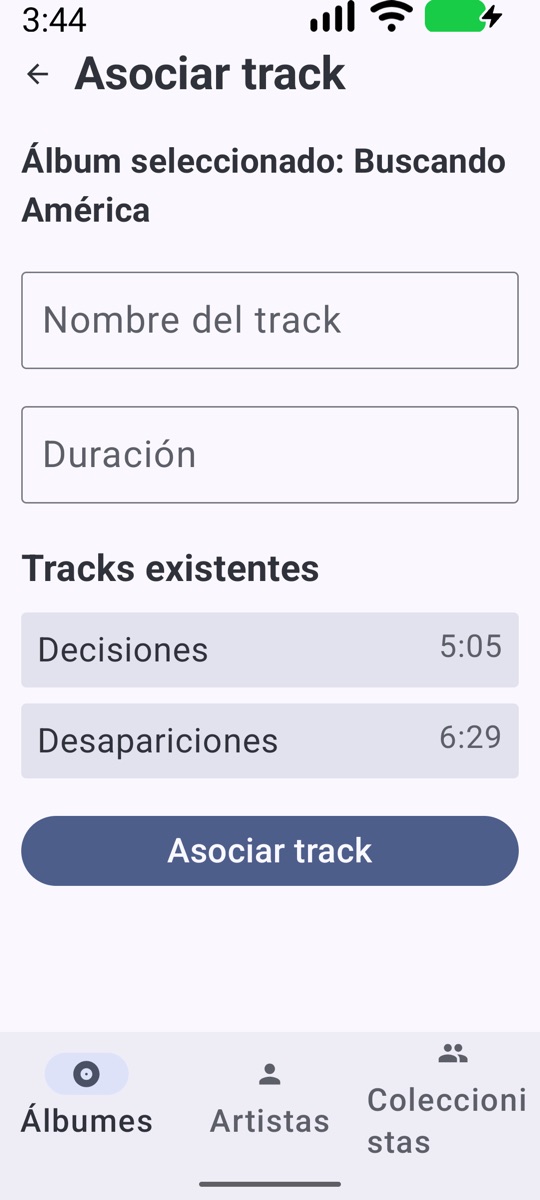 3:44
Asociar track
Álbum seleccionado: Buscando
América
Nombre del track
Duración
Tracks existentes
Decisiones 5:05
Desapariciones 6:29
Asociar track
Álbumes
Artistas
Coleccioni
stas